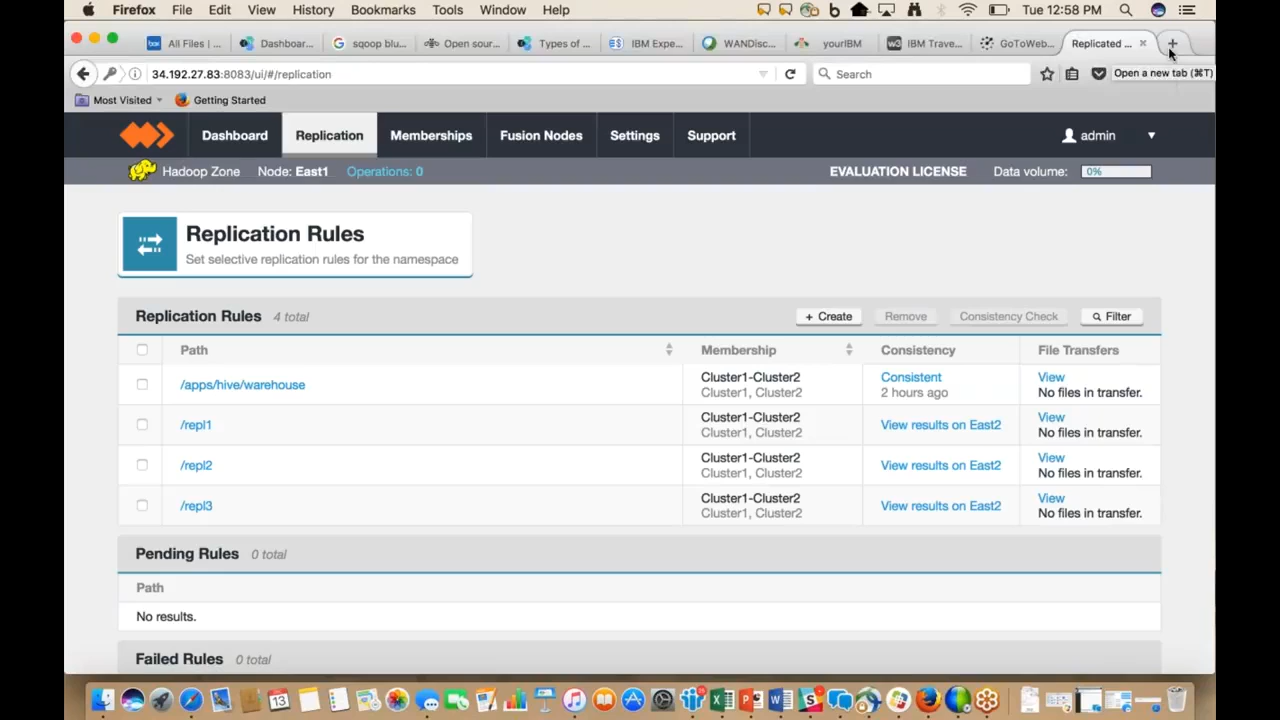 Firefox File Edit View History Bookmarks Tools Window Help Tue 12:58 PM
All Files | ... Dashboar... sqoop blu... Open sour... Types of ... IBM Expe... WANDisc... yourIBM IBM Trave... GoToWeb... Replicated ... × +
34.192.27.83:8083/ui/#/replication Search Open a new tab (⌘T)
Most Visited Getting Started
Dashboard Replication Memberships Fusion Nodes Settings Support admin
Hadoop Zone Node: East1 Operations: 0 EVALUATION LICENSE Data volume: 0%
Replication Rules
Set selective replication rules for the namespace
Replication Rules 4 total + Create Remove Consistency Check Filter
Path Membership Consistency File Transfers
/apps/hive/warehouse Cluster1-Cluster2 Consistent View
Cluster1, Cluster2 2 hours ago No files in transfer.
/repl1 Cluster1-Cluster2 View results on East2 View
Cluster1, Cluster2 No files in transfer.
/repl2 Cluster1-Cluster2 View results on East2 View
Cluster1, Cluster2 No files in transfer.
/repl3 Cluster1-Cluster2 View results on East2 View
Cluster1, Cluster2 No files in transfer.
Pending Rules 0 total
Path
No results.
Failed Rules 0 total